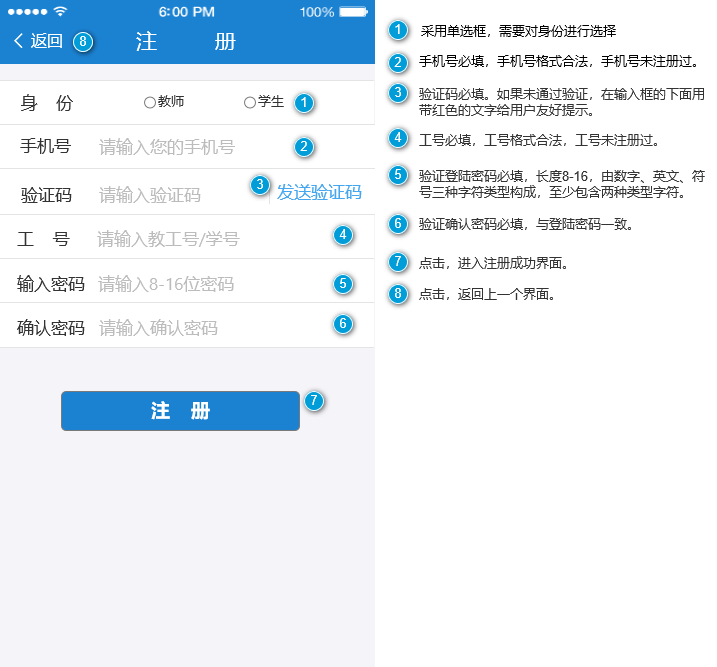 6:00 PM 100%
返回 8 注 册
身 份 教师 学生 1
手机号 请输入您的手机号 2
验证码 请输入验证码 3 发送验证码
工 号 请输入教工号/学号 4
输入密码 请输入8-16位密码 5
确认密码 请输入确认密码 6
注 册 7
1 采用单选框，需要对身份进行选择
2 手机号必填，手机号格式合法，手机号未注册过。
3 验证码必填。如果未通过验证，在输入框的下面用
带红色的文字给用户友好提示。
4 工号必填，工号格式合法，工号未注册过。
5 验证登陆密码必填，长度8-16，由数字、英文、符
号三种字符类型构成，至少包含两种类型字符。
6 验证确认密码必填，与登陆密码一致。
7 点击，进入注册成功界面。
8 点击，返回上一个界面。